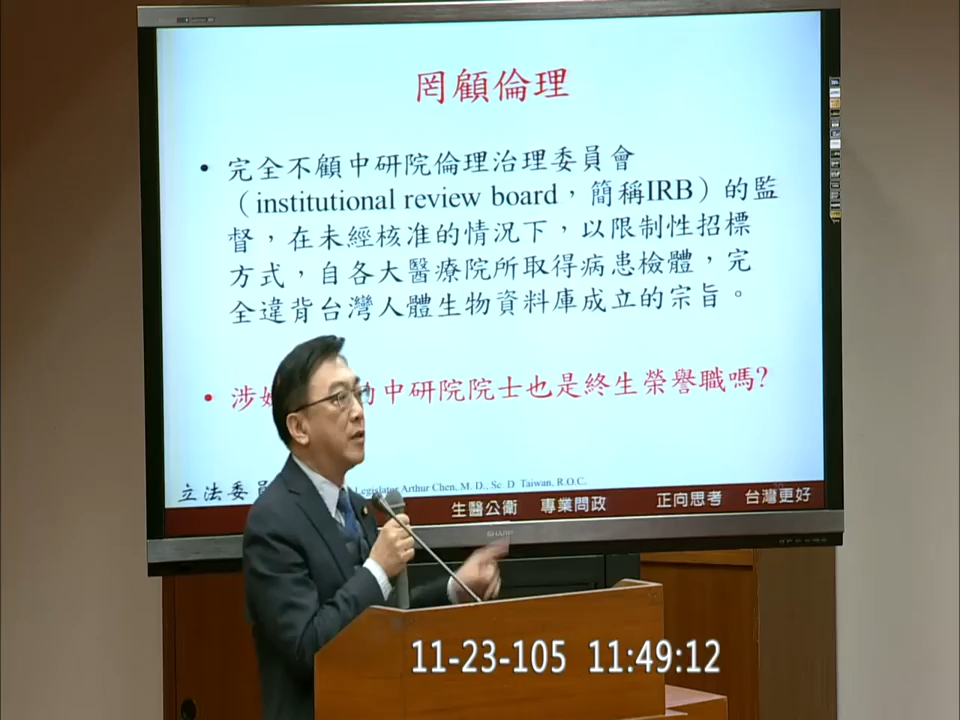 罔顧倫理
• 完全不顧中研院倫理治理委員會
（institutional review board，簡稱IRB）的監
督，在未經核准的情況下，以限制性招標
方式，自各大醫療院所取得病患檢體，完
全違背台灣人體生物資料庫成立的宗旨。
• 涉 中研院院士也是終生榮譽職嗎?
立法委員 Legislator Arthur Chen, M. D., Sc. D Taiwan, R.O.C.
生醫公衛 專業問政 正向思考 台灣更好
SHARP
11-23-105 11:49:12